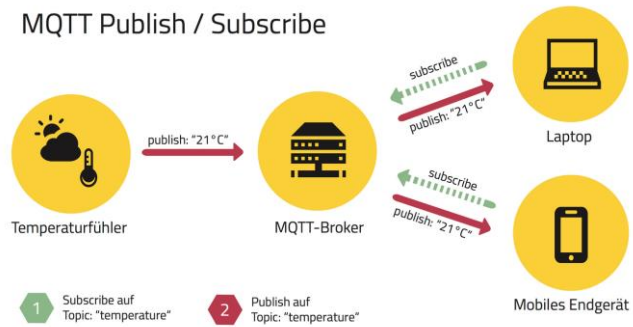 MQTT Publish / Subscribe
subscribe
publish: "21°C"
publish: "21°C"
Laptop
subscribe
publish: "21°C"
Temperaturfühler
MQTT-Broker
Mobiles Endgerät
1
Subscribe auf
Topic: "temperature"
2
Publish auf
Topic: "temperature"